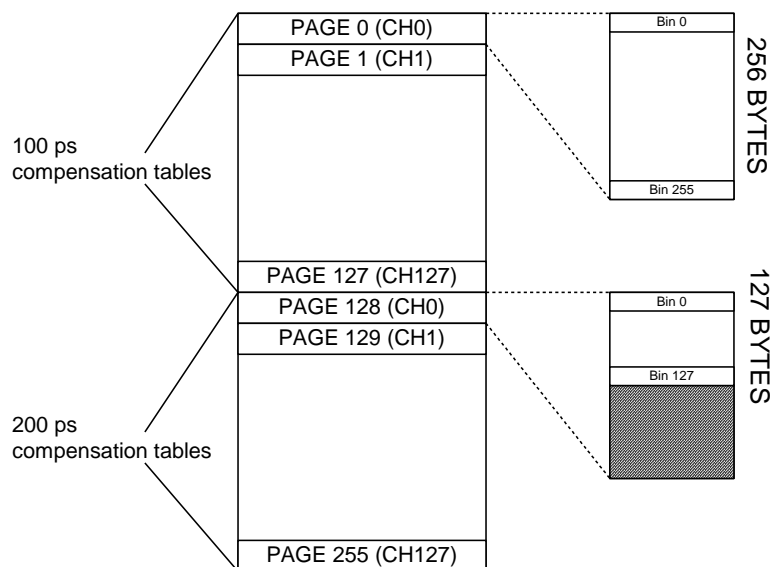 PAGE 0 (CH0)
PAGE 1 (CH1)
Bin 0
Bin 255
256 BYTES
100 ps
compensation tables
PAGE 127 (CH127)
PAGE 128 (CH0)
PAGE 129 (CH1)
Bin 0
Bin 127
127 BYTES
200 ps
compensation tables
PAGE 255 (CH127)